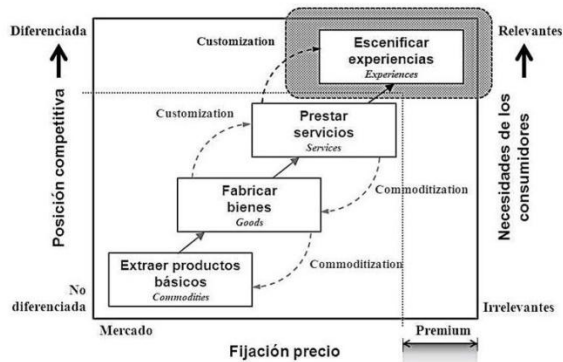 Diferenciada
Relevantes
Customization
Escenificar
experiencias
Experiences
Posición competitiva
Necesidades de los
consumidores
Customization
Prestar
servicios
Services
Fabricar
bienes
Goods
Commoditization
Extraer productos
básicos
Commodities
Commoditization
No
diferenciada
Irrelevantes
Mercado
Premium
Fijación precio